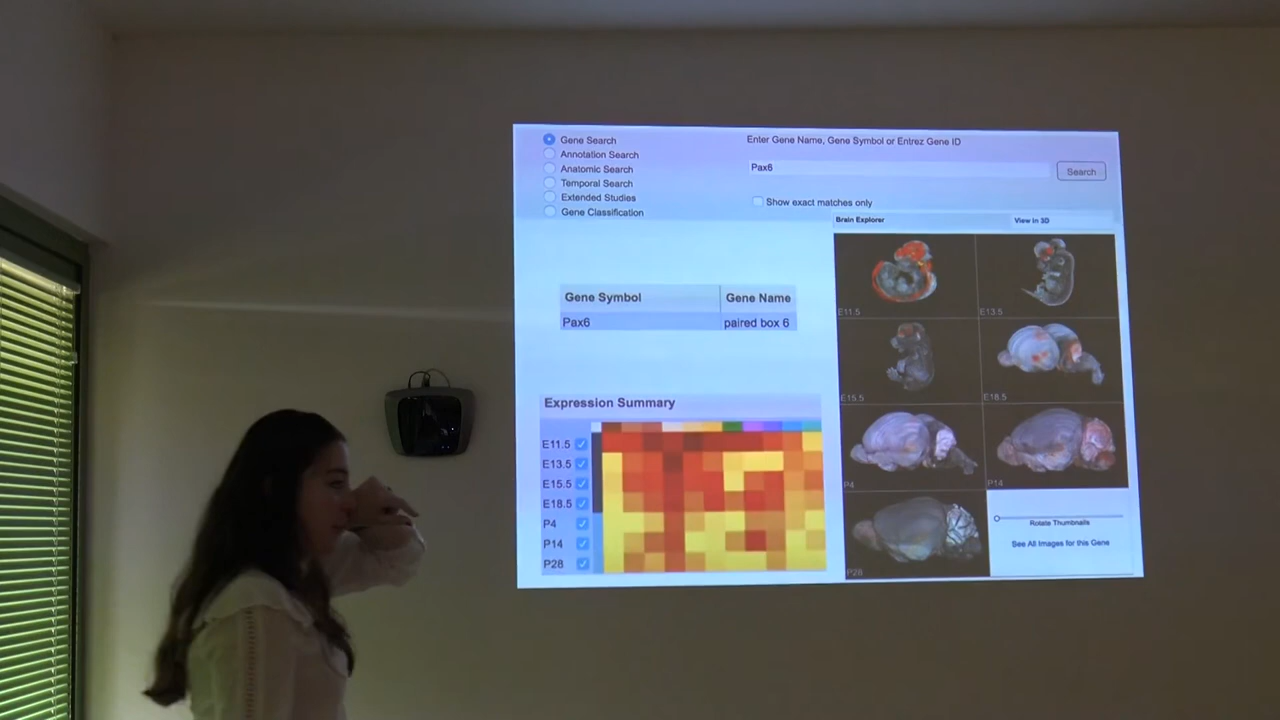 Gene Search
Annotation Search
Anatomic Search
Temporal Search
Extended Studies
Gene Classification
Enter Gene Name, Gene Symbol or Entrez Gene ID
Pax6
Search
Show exact matches only
Gene Symbol Gene Name
Pax6 paired box 6
Expression Summary
E11.5
E13.5
E15.5
E18.5
P4
P14
P28
Brain Explorer View in 3D
E11.5 E13.5
E15.5 E18.5
P4 P14
P28
Rotate Thumbnails
See All Images for this Gene